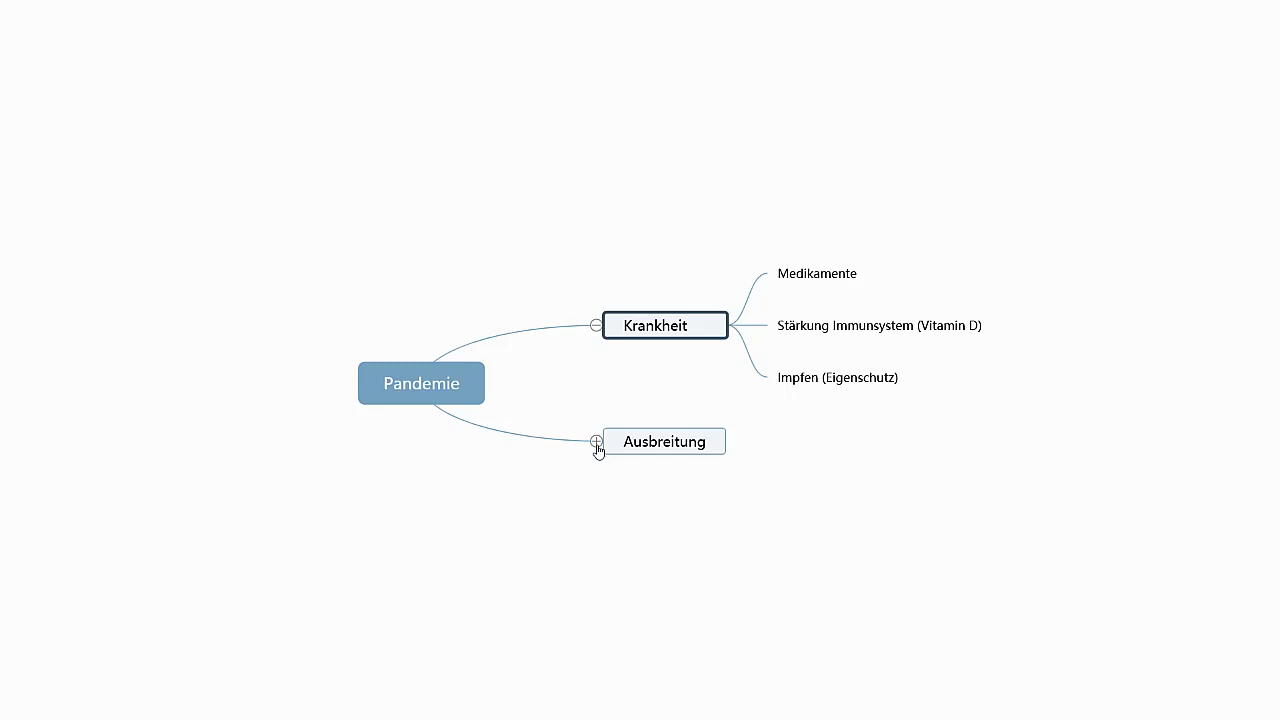 Pandemie
Krankheit
Medikamente
Stärkung Immunsystem (Vitamin D)
Impfen (Eigenschutz)
Ausbreitung